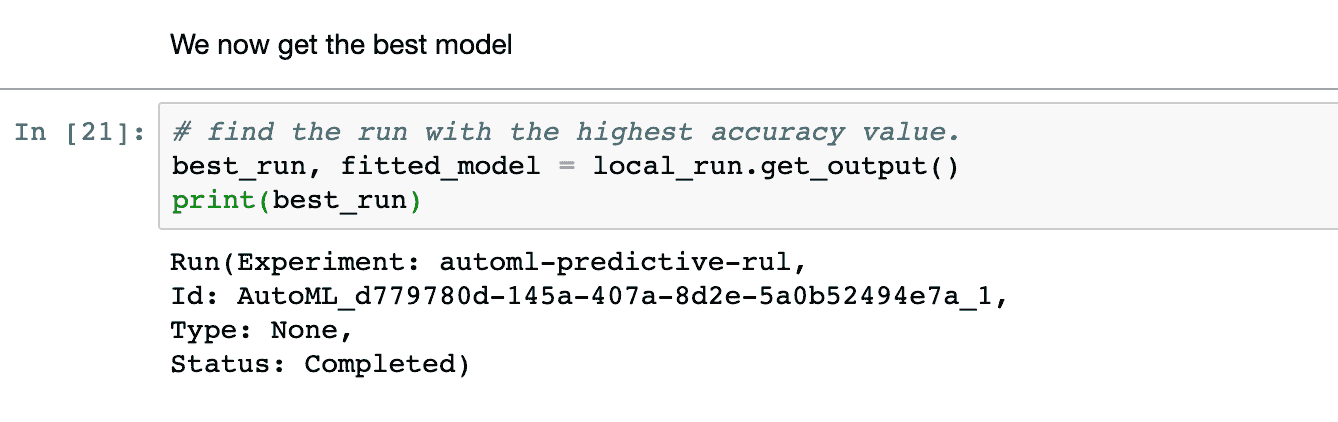 We now get the best model
In [21]: # find the run with the highest accuracy value.
best_run, fitted_model = local_run.get_output()
print(best_run)
Run(Experiment: automl-predictive-rul,
Id: AutoML_d779780d-145a-407a-8d2e-5a0b52494e7a_1,
Type: None,
Status: Completed)